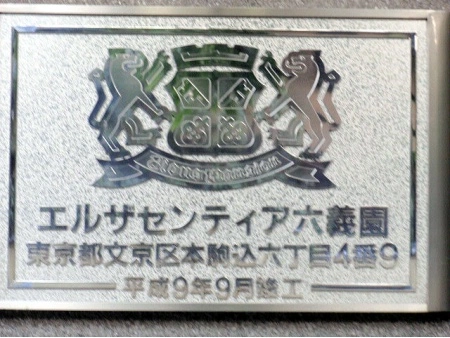 エルザセンティア六義園
東京都文京区本駒込六丁目4番9
平成9年9月竣工